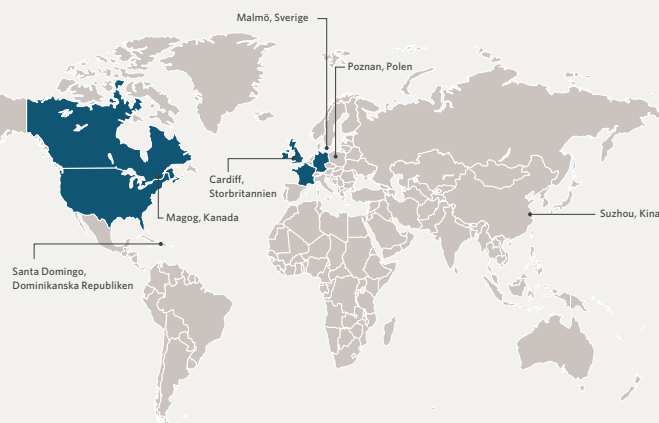 Malmö, Sverige
Poznan, Polen
Cardiff,
Storbritannien
Magog, Kanada
Suzhou, Kina
Santa Domingo,
Dominikanska Republiken